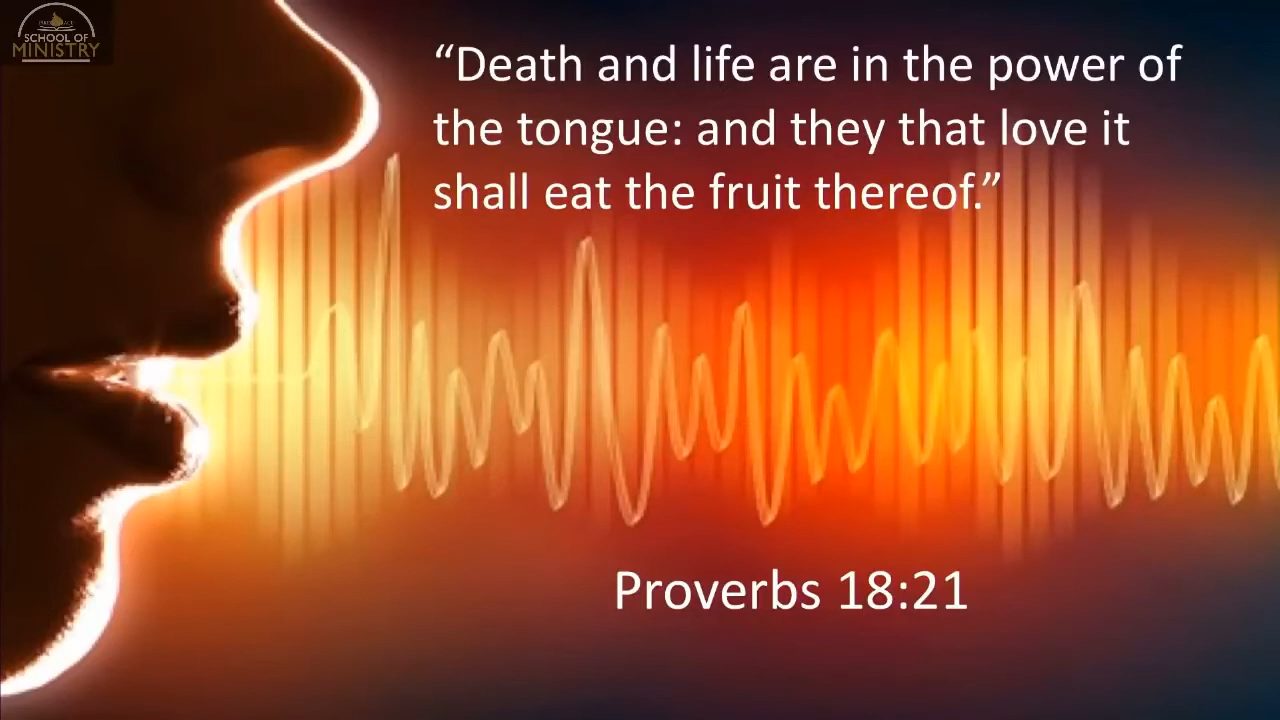 SCHOOL OF
MINISTRY
“Death and life are in the power of
the tongue: and they that love it
shall eat the fruit thereof.”
Proverbs 18:21